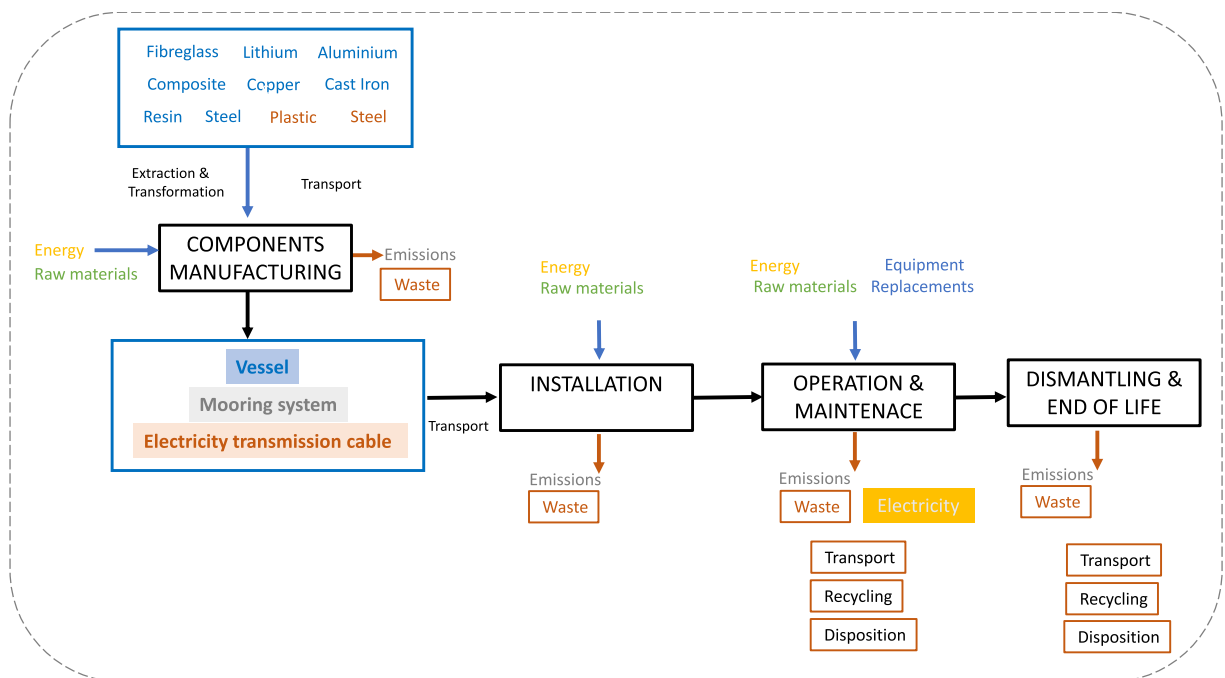 Fibreglass Lithium Aluminium
Composite Copper Cast Iron
Resin Steel Plastic Steel
Extraction &
Transformation
Transport
Energy
Raw materials
COMPONENTS
MANUFACTURING
Emissions
Waste
Vessel
Mooring system
Electricity transmission cable
Transport
Energy
Raw materials
INSTALLATION
Emissions
Waste
Energy
Raw materials
Equipment
Replacements
OPERATION &
MAINTENACE
Emissions
Waste
Electricity
Transport
Recycling
Disposition
DISMANTLING &
END OF LIFE
Emissions
Waste
Transport
Recycling
Disposition